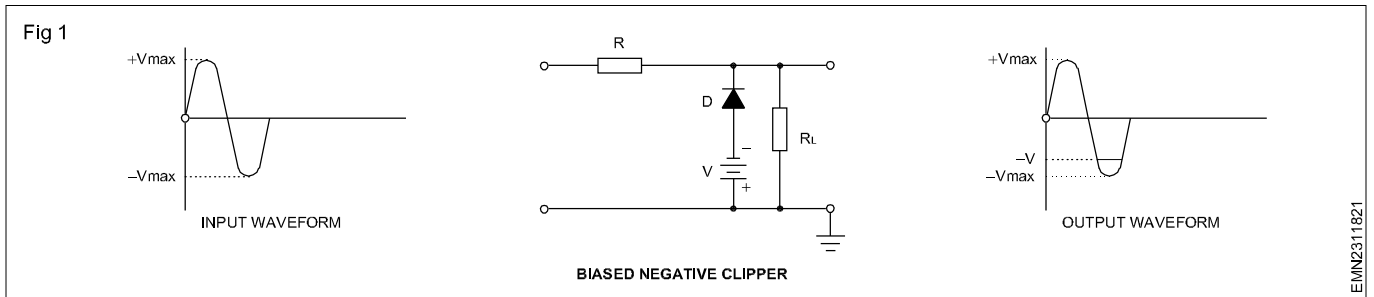 Fig 1
+Vmax
−Vmax
INPUT WAVEFORM
R
D
−
V
+
RL
BIASED NEGATIVE CLIPPER
+Vmax
−V
−Vmax
OUTPUT WAVEFORM
EMN2311821